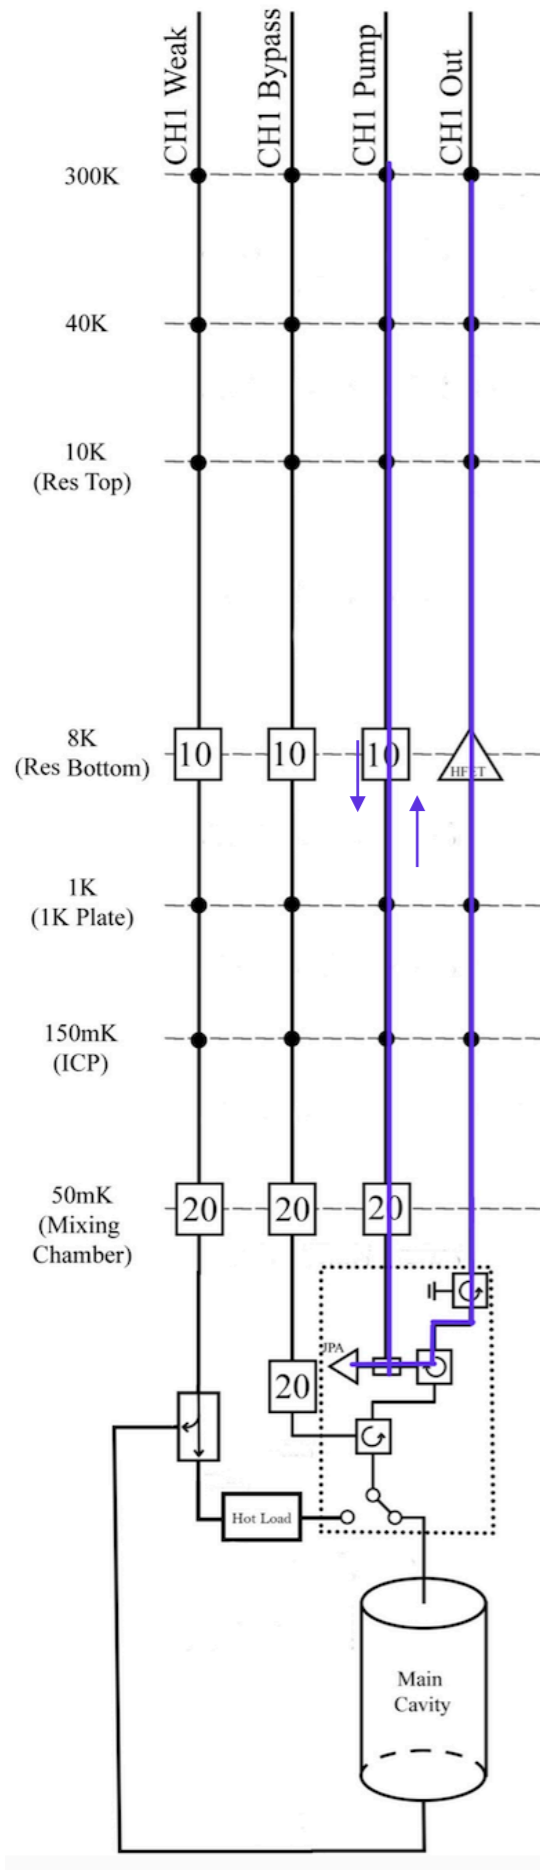 CH1 Weak
CH1 Bypass
CH1 Pump
CH1 Out
300K
40K
10K
(Res Top)
8K
(Res Bottom)
10
10
10
HFET
1K
(1K Plate)
150mK
(ICP)
50mK
(Mixing
Chamber)
20
20
20
JPA
20
Hot Load
Main
Cavity